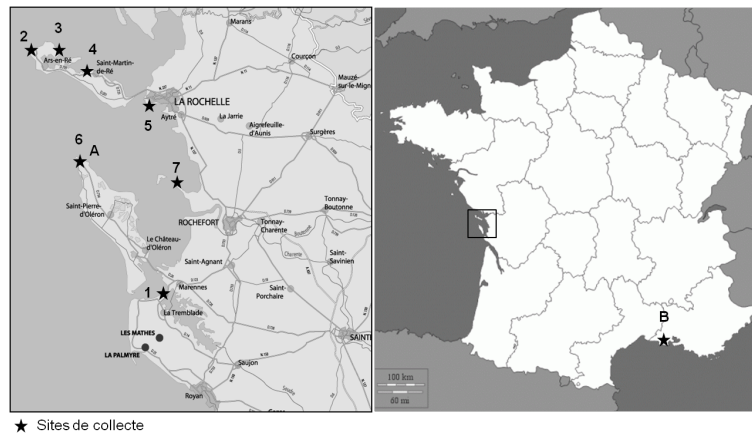 Marans
2
3
4
Ars-en-Ré
Saint-Martin-
de-Ré
Courçon
Mauzé-
sur-le-Mign
LA ROCHELLE
5
Aytré
La Jarrie
Aigrefeuille-
d'Aunis
Surgères
6
A
7
Saint-Pierre-
d'Oléron
ROCHEFORT
Tonnay-
Charente
Tonnay-
Boutonne
Le Château-
d'Oléron
Saint-Agnant
Saint-
Savinien
1
Marennes
La Tremblade
Saint-
Porchaire
LES MATHES
LA PALMYRE
SAINTE
Saujon
Royan
B
100 km
60 mi
Sites de collecte